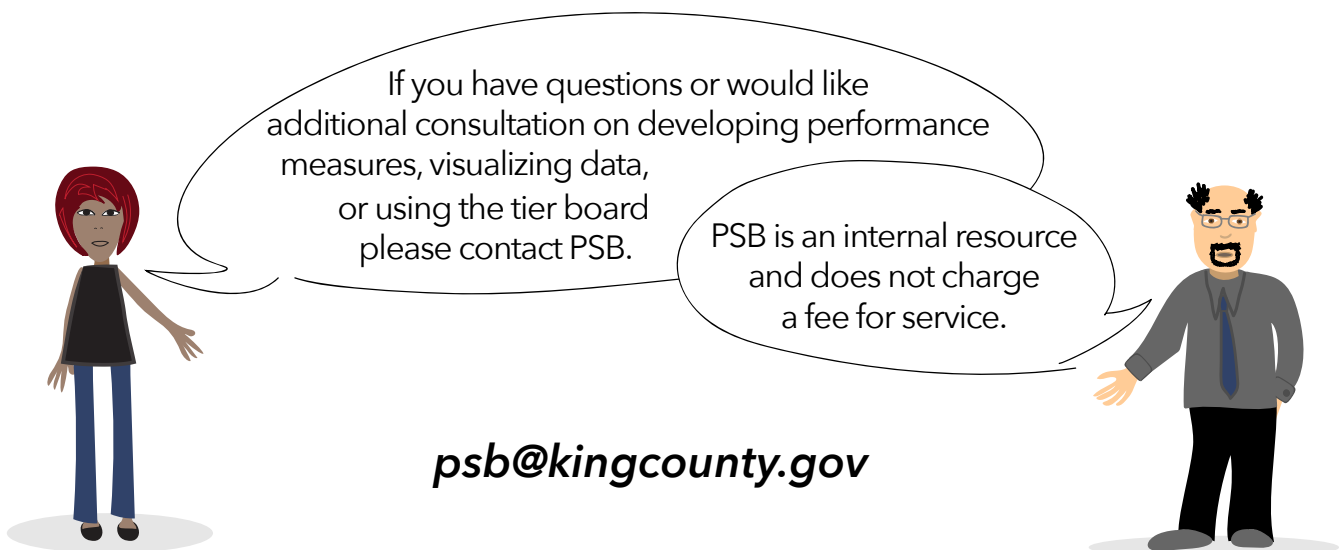 If you have questions or would like
additional consultation on developing performance
measures, visualizing data,
or using the tier board
please contact PSB.
PSB is an internal resource
and does not charge
a fee for service.
psb@kingcounty.gov